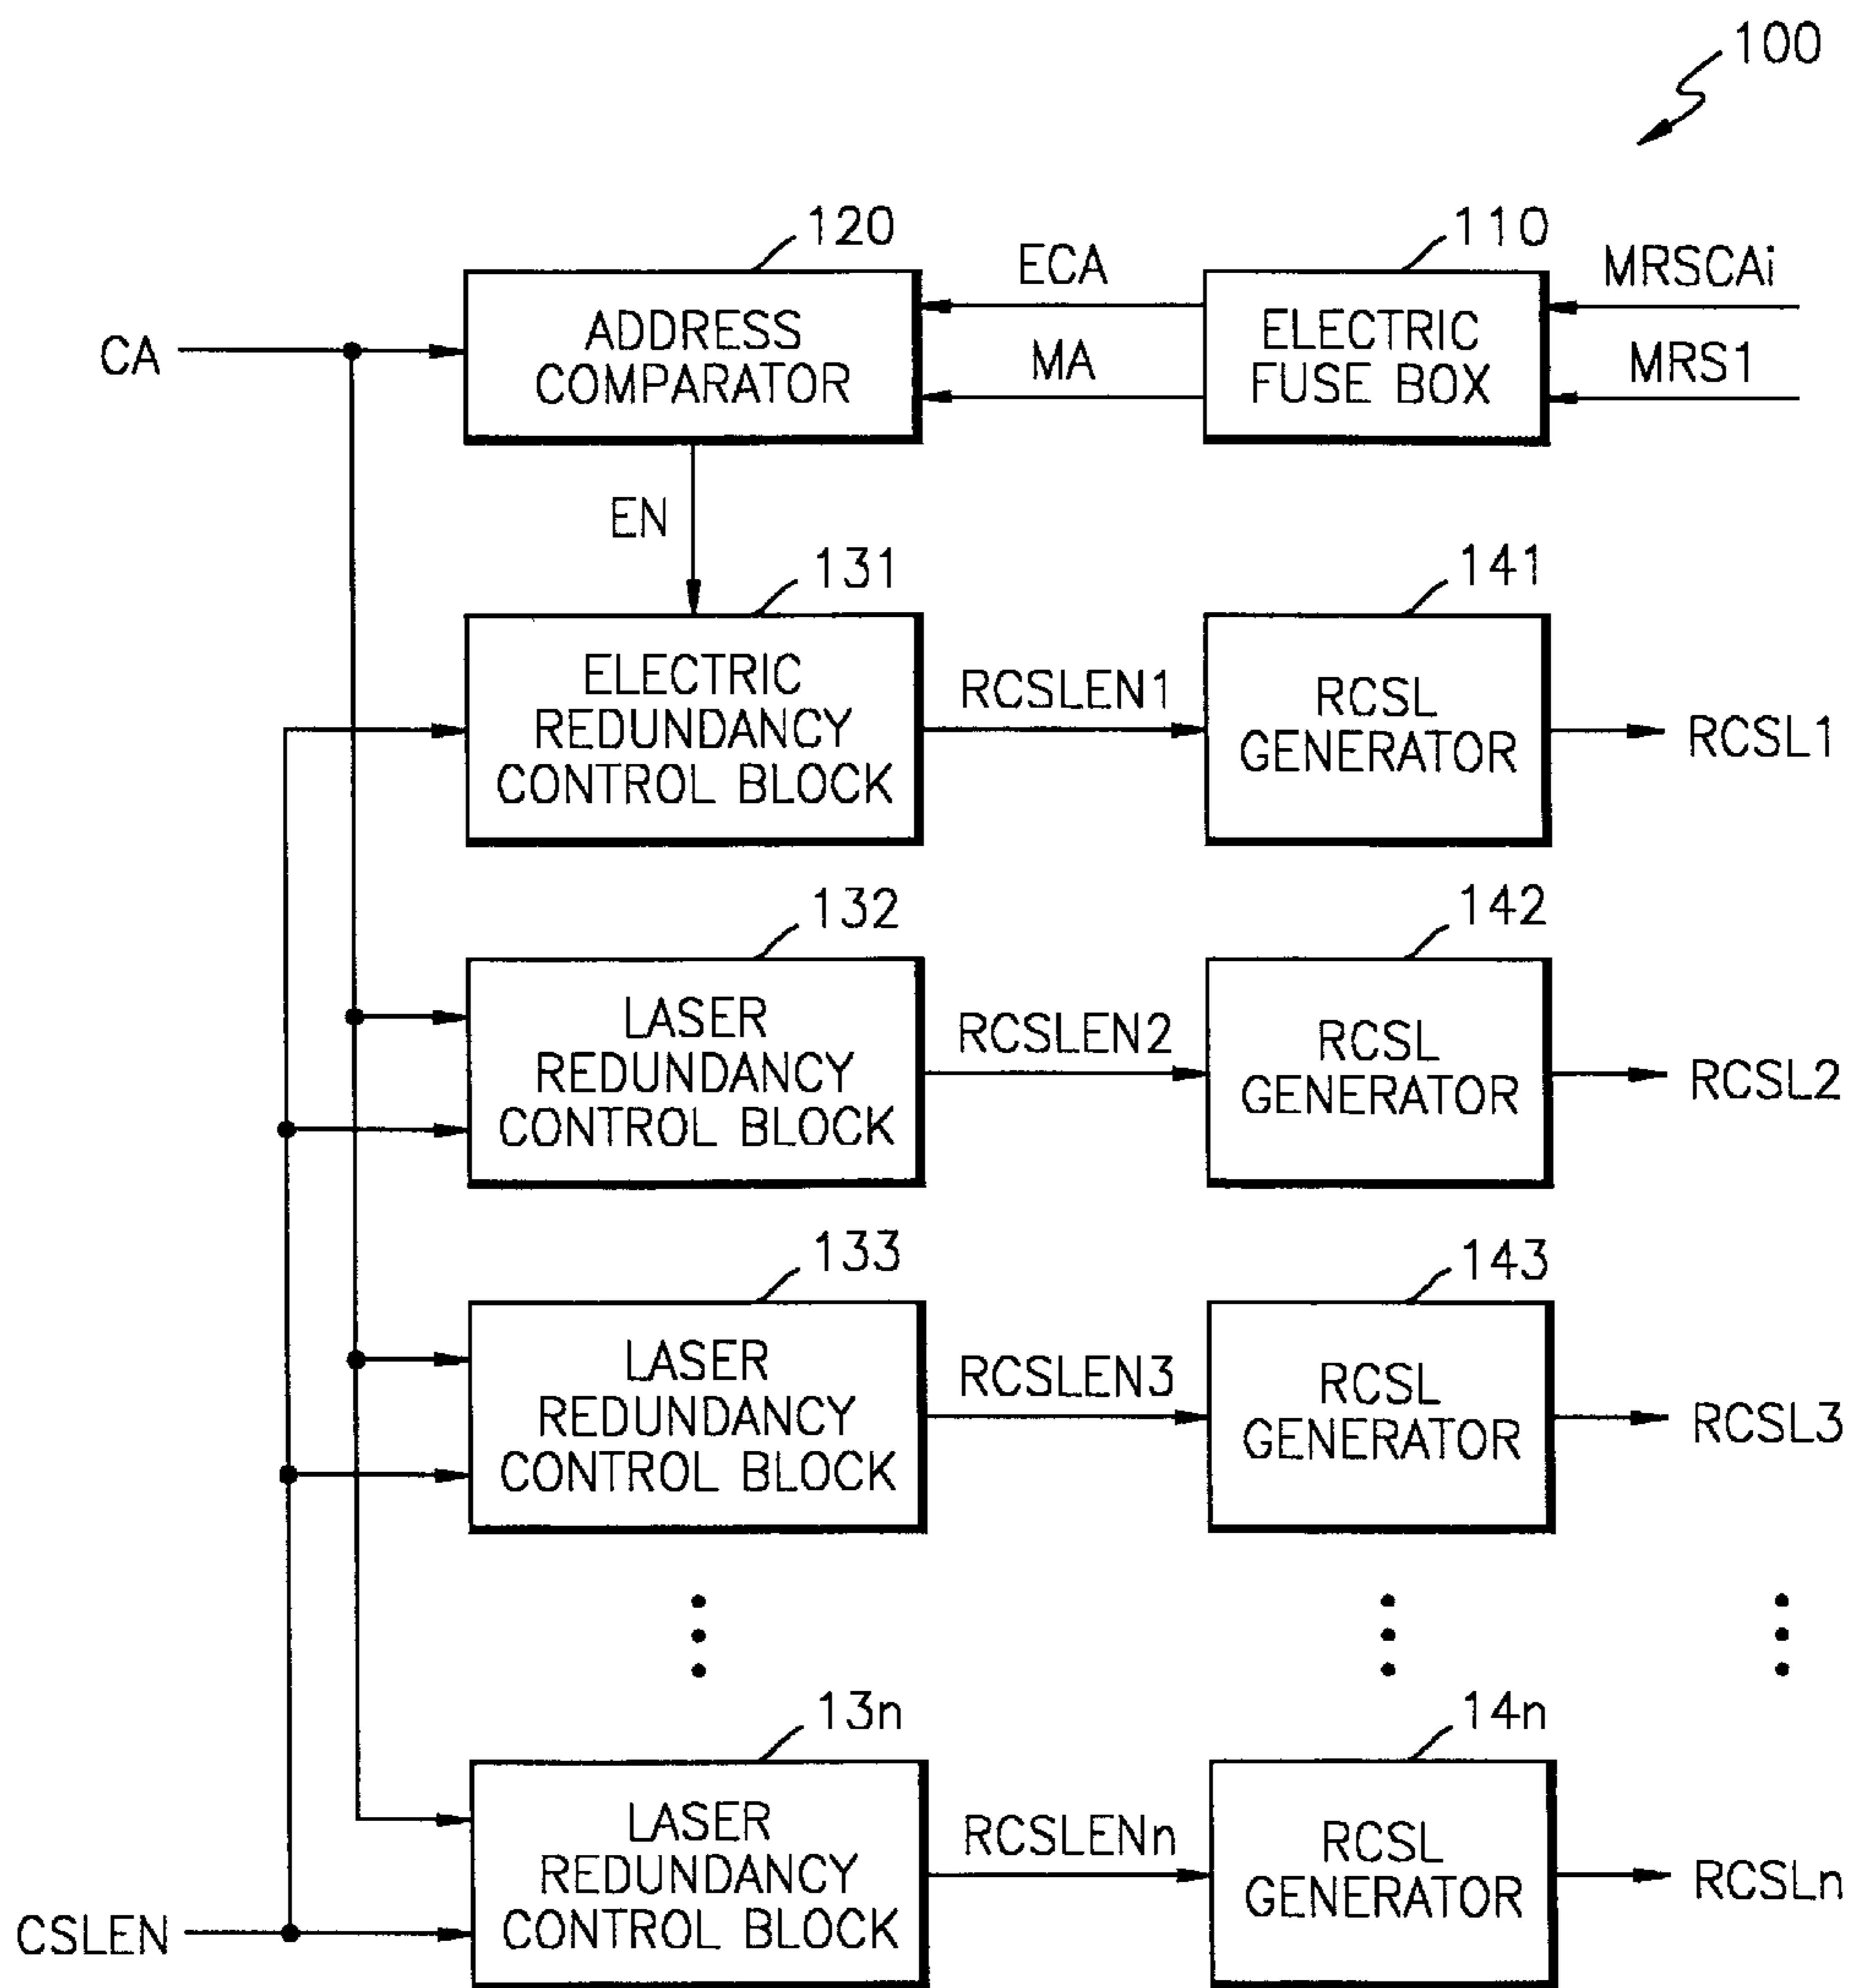 100
120
110
ECA
MRSCAi
CA
ADDRESS
COMPARATOR
MA
ELECTRIC
FUSE BOX
MRS1
EN
131
141
ELECTRIC
REDUNDANCY
CONTROL BLOCK
RCSLEN1
RCSL
GENERATOR
RCSL1
132
142
LASER
REDUNDANCY
CONTROL BLOCK
RCSLEN2
RCSL
GENERATOR
RCSL2
133
143
LASER
REDUNDANCY
CONTROL BLOCK
RCSLEN3
RCSL
GENERATOR
RCSL3
13n
14n
LASER
REDUNDANCY
CONTROL BLOCK
RCSLENn
RCSL
GENERATOR
RCSLn
CSLEN